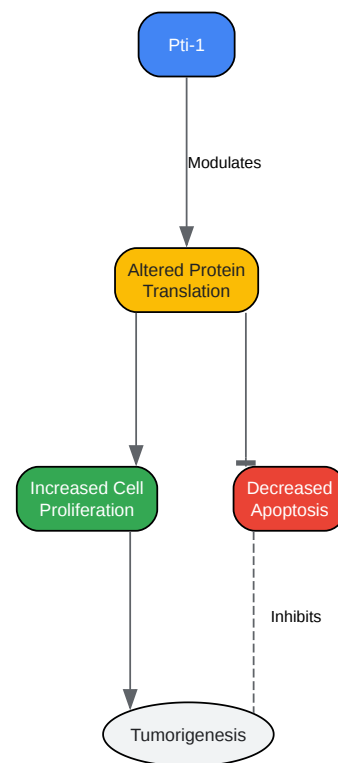 Pti-1
Modulates
Altered Protein
Translation
Increased Cell
Proliferation
Decreased
Apoptosis
Inhibits
Tumorigenesis